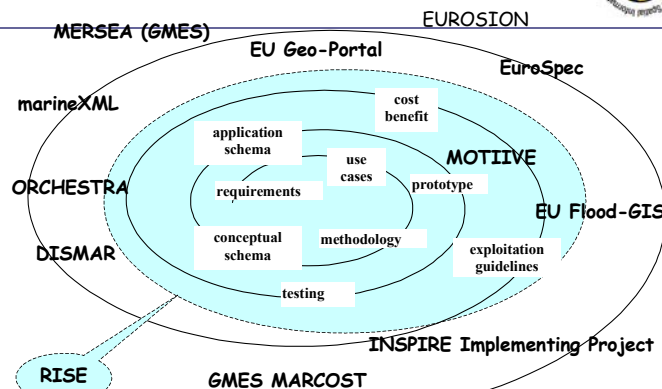 EUROSION
MERSEA (GMES)
EU Geo-Portal
EuroSpec
marineXML
cost
benefit
application
schema
use
cases
MOTIIVE
ORCHESTRA
requirements
prototype
EU Flood-GIS
DISMAR
conceptual
schema
methodology
exploitation
guidelines
testing
INSPIRE Implementing Project
RISE
GMES MARCOST